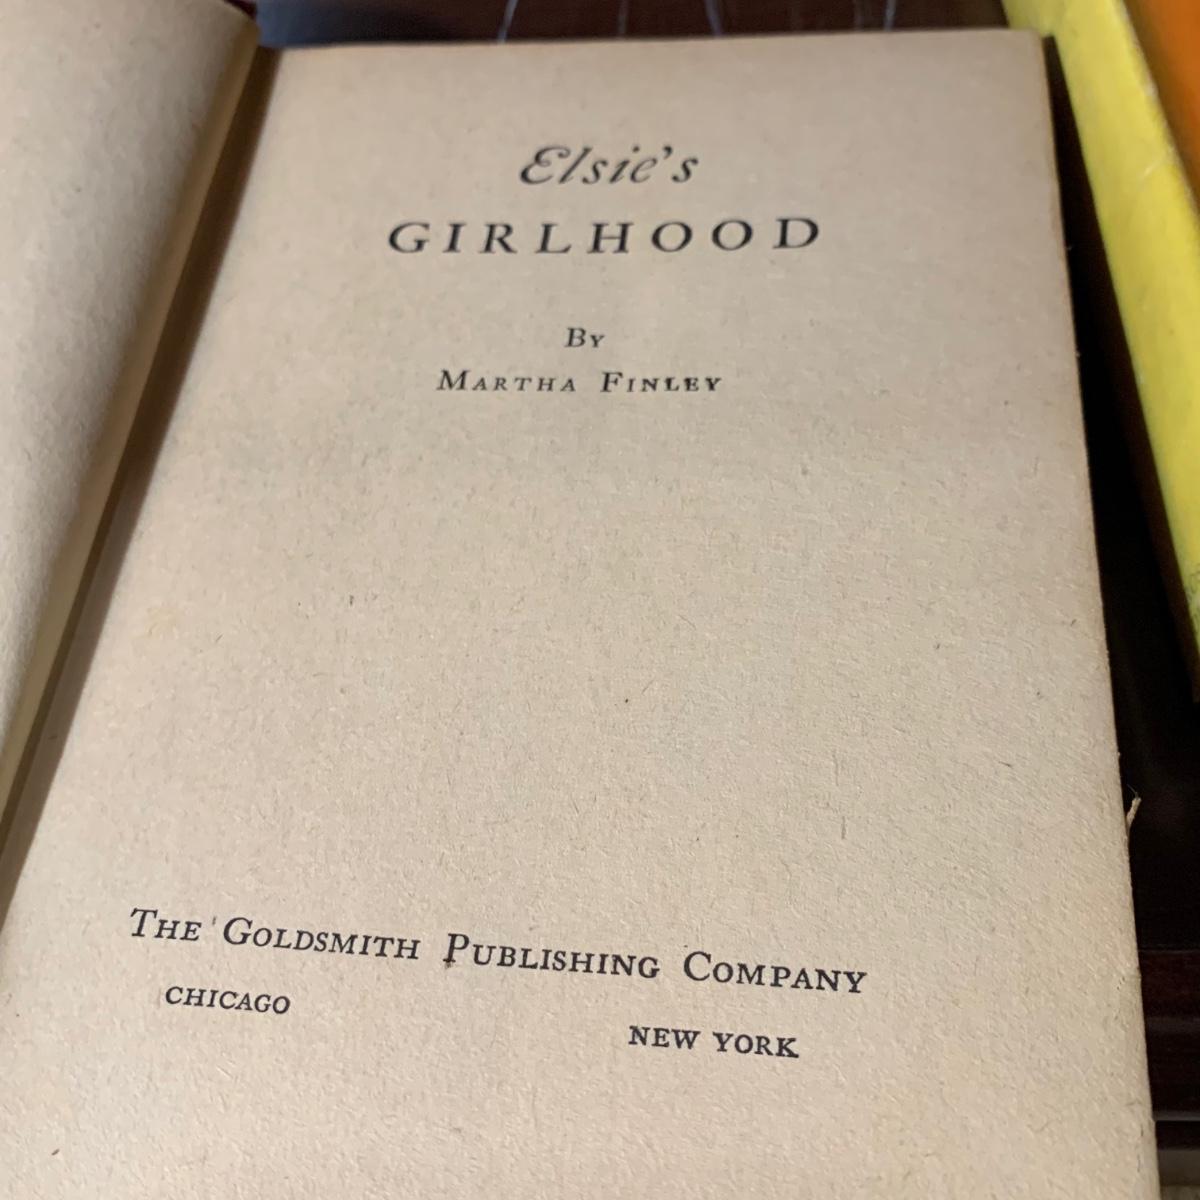 Elsie's
GIRLHOOD
By
Martha Finley
The Goldsmith Publishing Company
CHICAGO NEW YORK